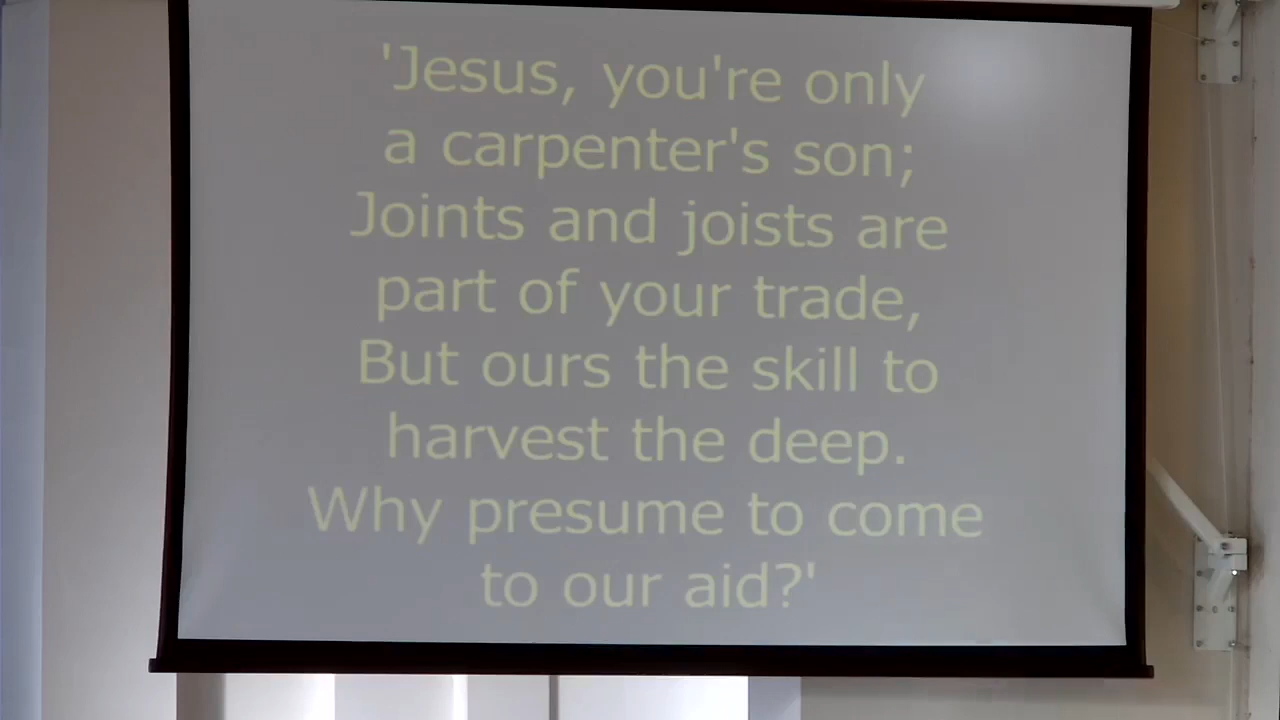 'Jesus, you're only
a carpenter's son;
Joints and joists are
part of your trade,
But ours the skill to
harvest the deep.
Why presume to come
to our aid?'